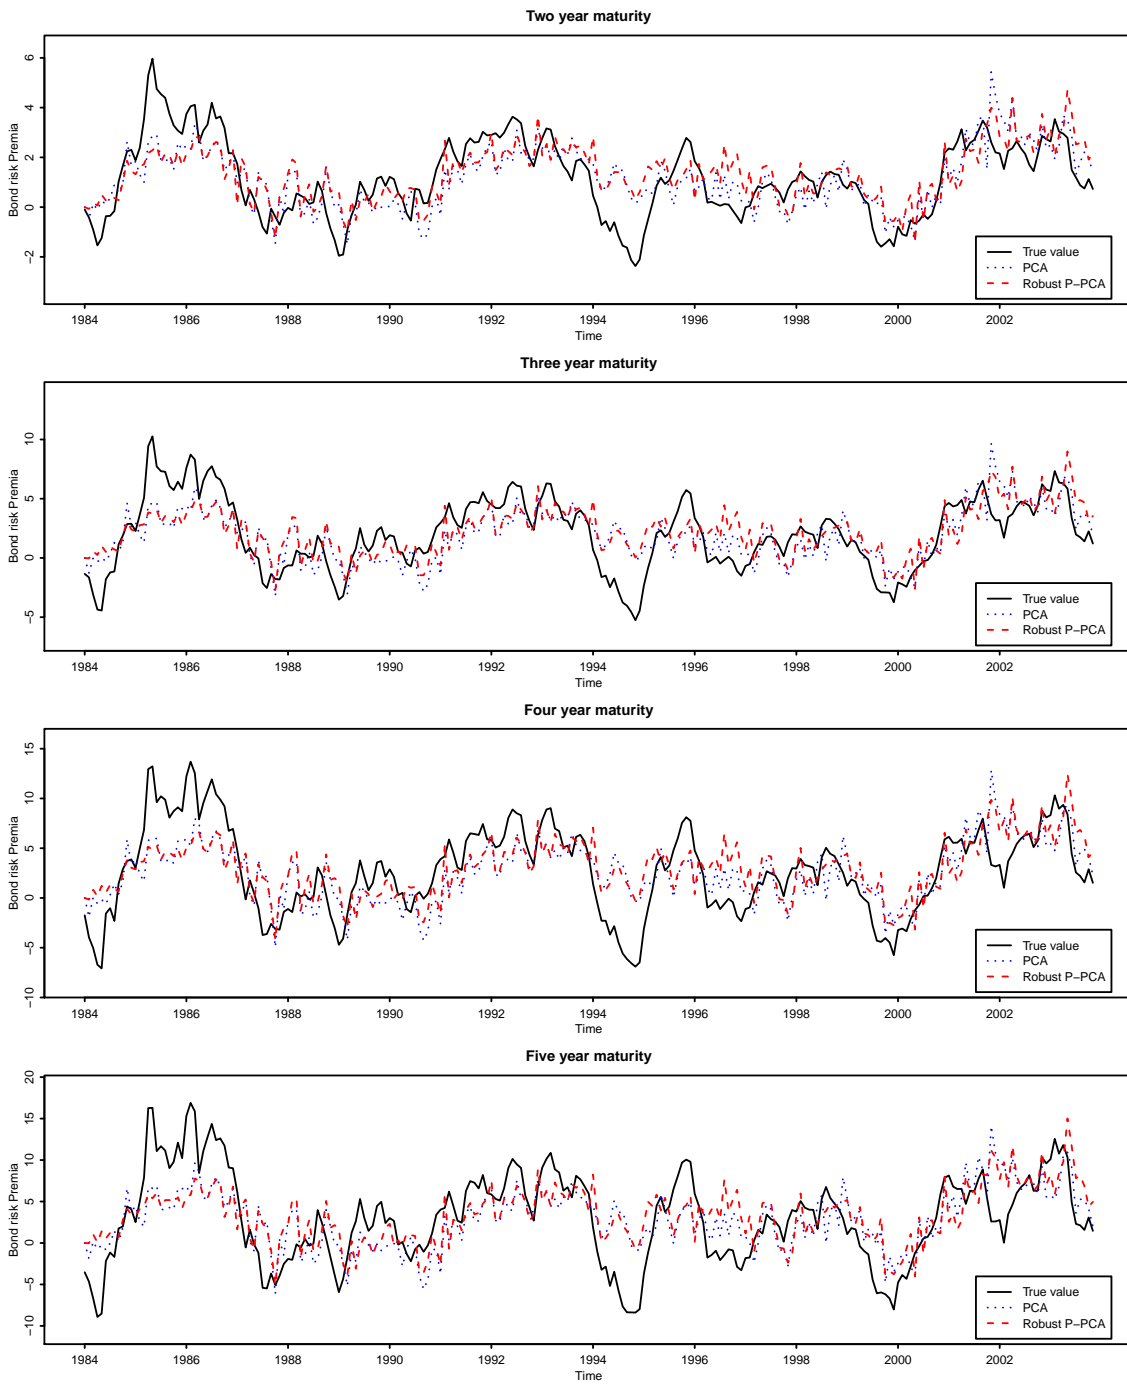 Two year maturity
Bond risk Premia
6
4
2
0
−2
True value
PCA
Robust P−PCA
1984 1986 1988 1990 1992 1994 1996 1998 2000 2002
Time
Three year maturity
Bond risk Premia
10
5
0
−5
True value
PCA
Robust P−PCA
1984 1986 1988 1990 1992 1994 1996 1998 2000 2002
Time
Four year maturity
Bond risk Premia
15
10
5
0
−5
−10
True value
PCA
Robust P−PCA
1984 1986 1988 1990 1992 1994 1996 1998 2000 2002
Time
Five year maturity
Bond risk Premia
20
15
10
5
0
−5
−10
True value
PCA
Robust P−PCA
1984 1986 1988 1990 1992 1994 1996 1998 2000 2002
Time